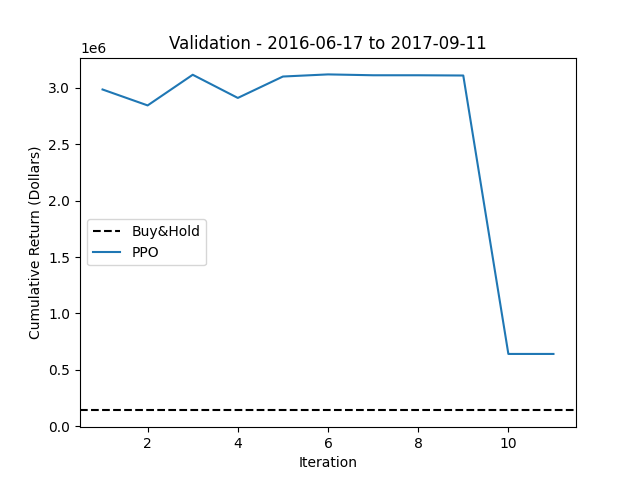 Validation - 2016-06-17 to 2017-09-11
1e6
3.0
2.5
2.0
1.5
1.0
0.5
0.0
Cumulative Return (Dollars)
Buy&Hold
PPO
2 4 6 8 10
Iteration